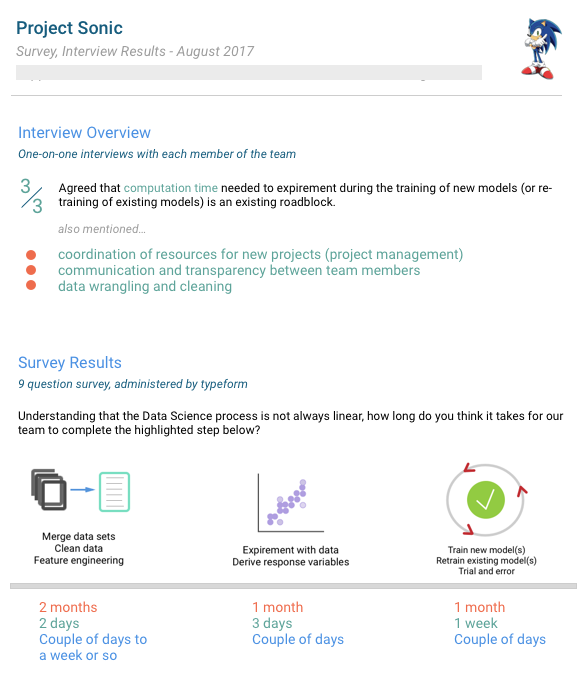 Project Sonic
Survey, Interview Results - August 2017
Interview Overview
One-on-one interviews with each member of the team
3/3
Agreed that computation time needed to expirement during the training of new models (or re-
training of existing models) is an existing roadblock.
also mentioned...
coordination of resources for new projects (project management)
communication and transparency between team members
data wrangling and cleaning
Survey Results
9 question survey, administered by typeform
Understanding that the Data Science process is not always linear, how long do you think it takes for our
team to complete the highlighted step below?
Merge data sets
Clean data
Feature engineering
Expirement with data
Derive response variables
Train new model(s)
Retrain existing model(s)
Trial and error
2 months
2 days
Couple of days to
a week or so
1 month
3 days
Couple of days
1 month
1 week
Couple of days